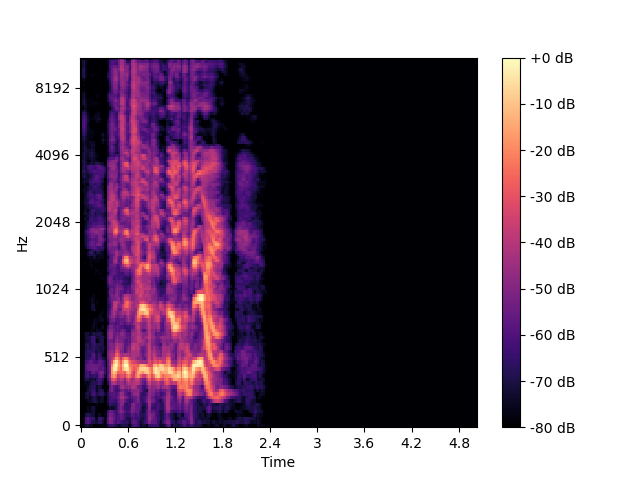 8192
4096
2048
1024
512
0
Hz
0 0.6 1.2 1.8 2.4 3 3.6 4.2 4.8
Time
+0 dB
-10 dB
-20 dB
-30 dB
-40 dB
-50 dB
-60 dB
-70 dB
-80 dB